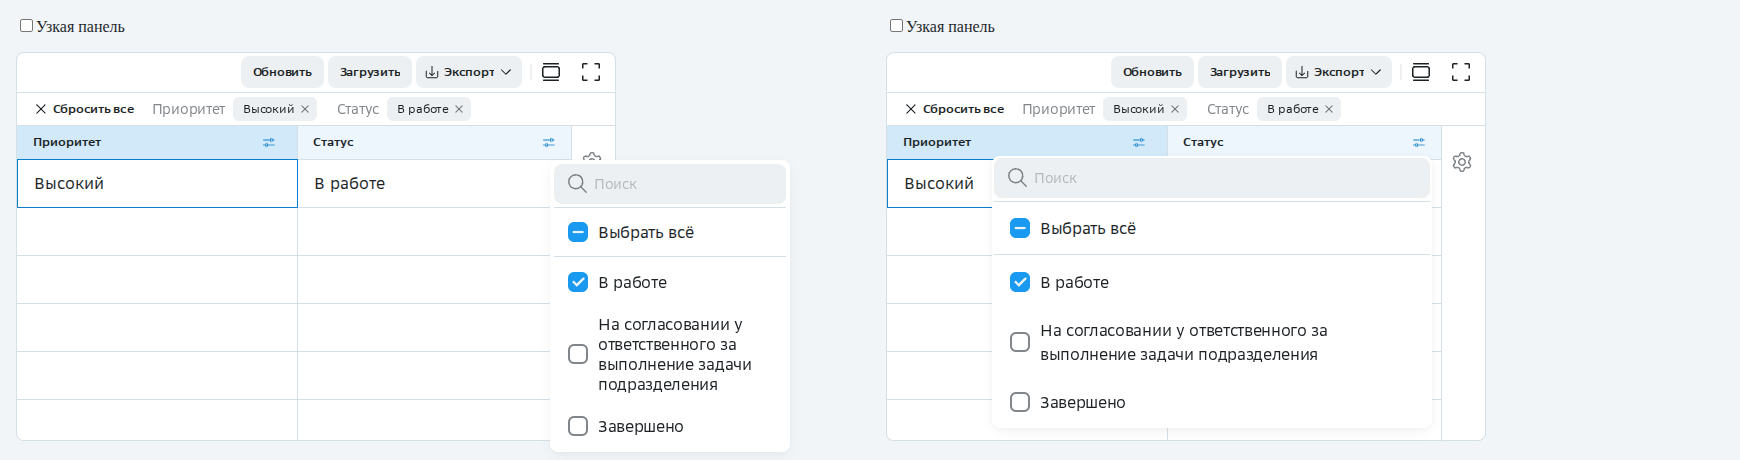 Узкая панель
Обновить Загрузить Экспорт
Сбросить все Приоритет Высокий Статус В работе
Приоритет Статус
Высокий В работе
Поиск
Выбрать всё
В работе
На согласовании у
ответственного за
выполнение задачи
подразделения
Завершено
Узкая панель
Обновить Загрузить Экспорт
Сбросить все Приоритет Высокий Статус В работе
Приоритет Статус
Высокий
Поиск
Выбрать всё
В работе
На согласовании у ответственного за
выполнение задачи подразделения
Завершено